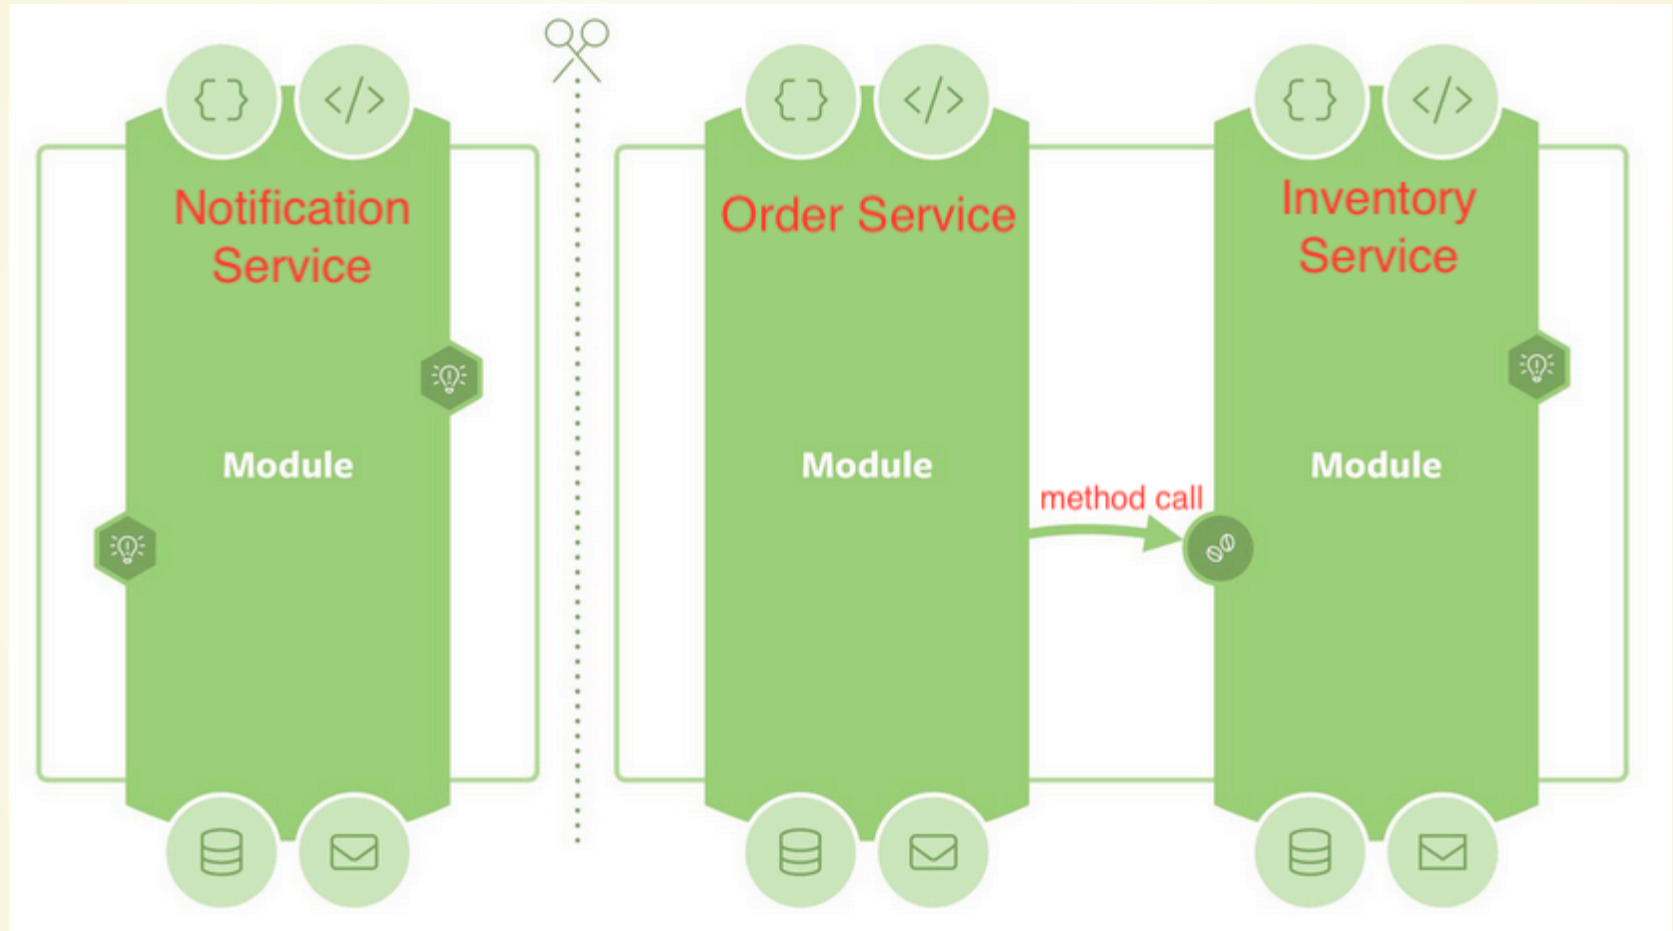 {} </>
{} </>
{} </>
Notification
Service
Order Service
Inventory
Service
Module
Module
method call
Module